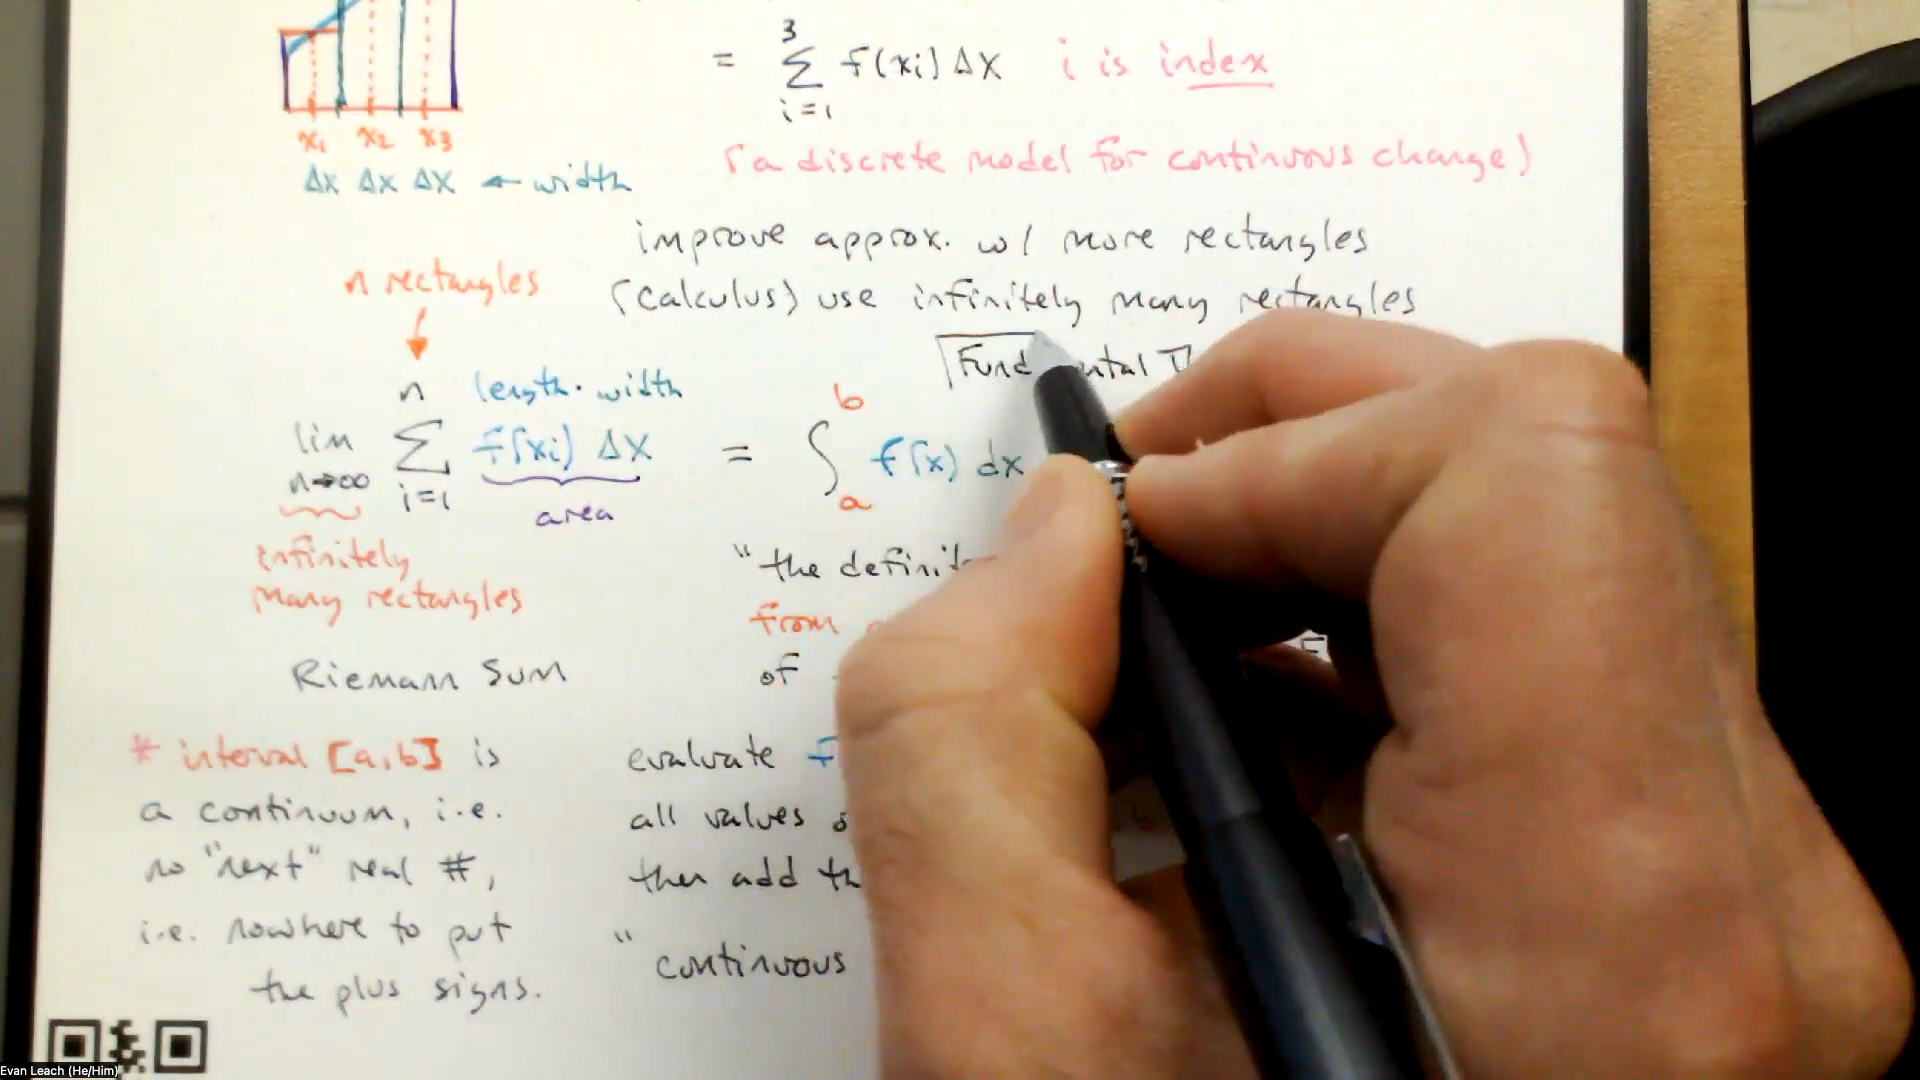 = 3 Σ i=1 f(xi) Δx i is index
x1 x2 x3
(a discrete model for continuous change)
Δx Δx Δx ← width
improve approx. w/ more rectangles
n rectangles
(calculus) use infinitely many rectangles
Fund ntal
n length · width
lim n→∞ Σ i=1 f(xi) Δx = ∫ a b f(x) dx
area
"the definit
infinitely
many rectangles
from
Riemann Sum
of
* interval [a,b] is
a continuum, i.e.
no "next" real #,
i.e. nowhere to put
the plus signs.
evaluate f
all values
then add th
" continuous
Evan Leach (He/Him)